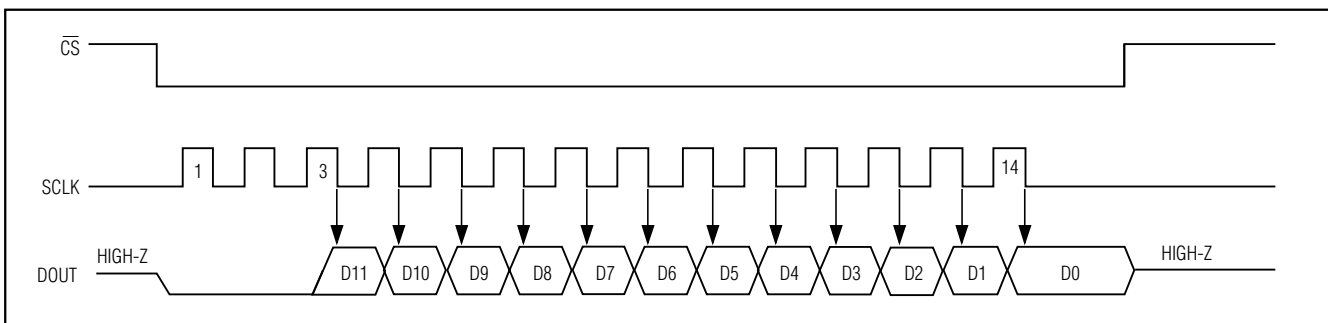 C̅S̅
1 3 14
SCLK
HIGH-Z HIGH-Z
DOUT D11 D10 D9 D8 D7 D6 D5 D4 D3 D2 D1 D0